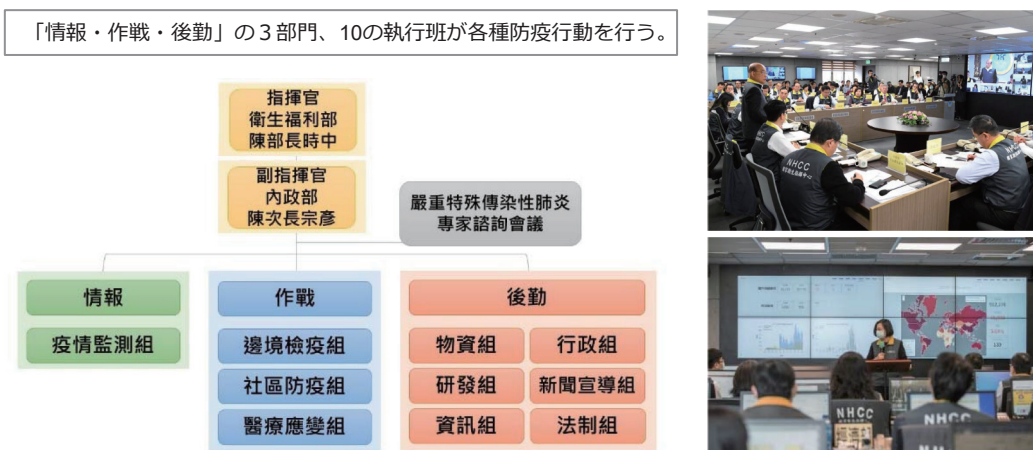 「情報・作戦・後勤」の３部門、10の執行班が各種防疫行動を行う。
指揮官
衛生福利部
陳部長時中
副指揮官
內政部
陳次長宗彥
嚴重特殊傳染性肺炎
專家諮詢會議
情報
疫情監測組
作戰
邊境檢疫組
社區防疫組
醫療應變組
後勤
物資組
行政組
研發組
新聞宣導組
資訊組
法制組
NHCC
NHCC
NHCC